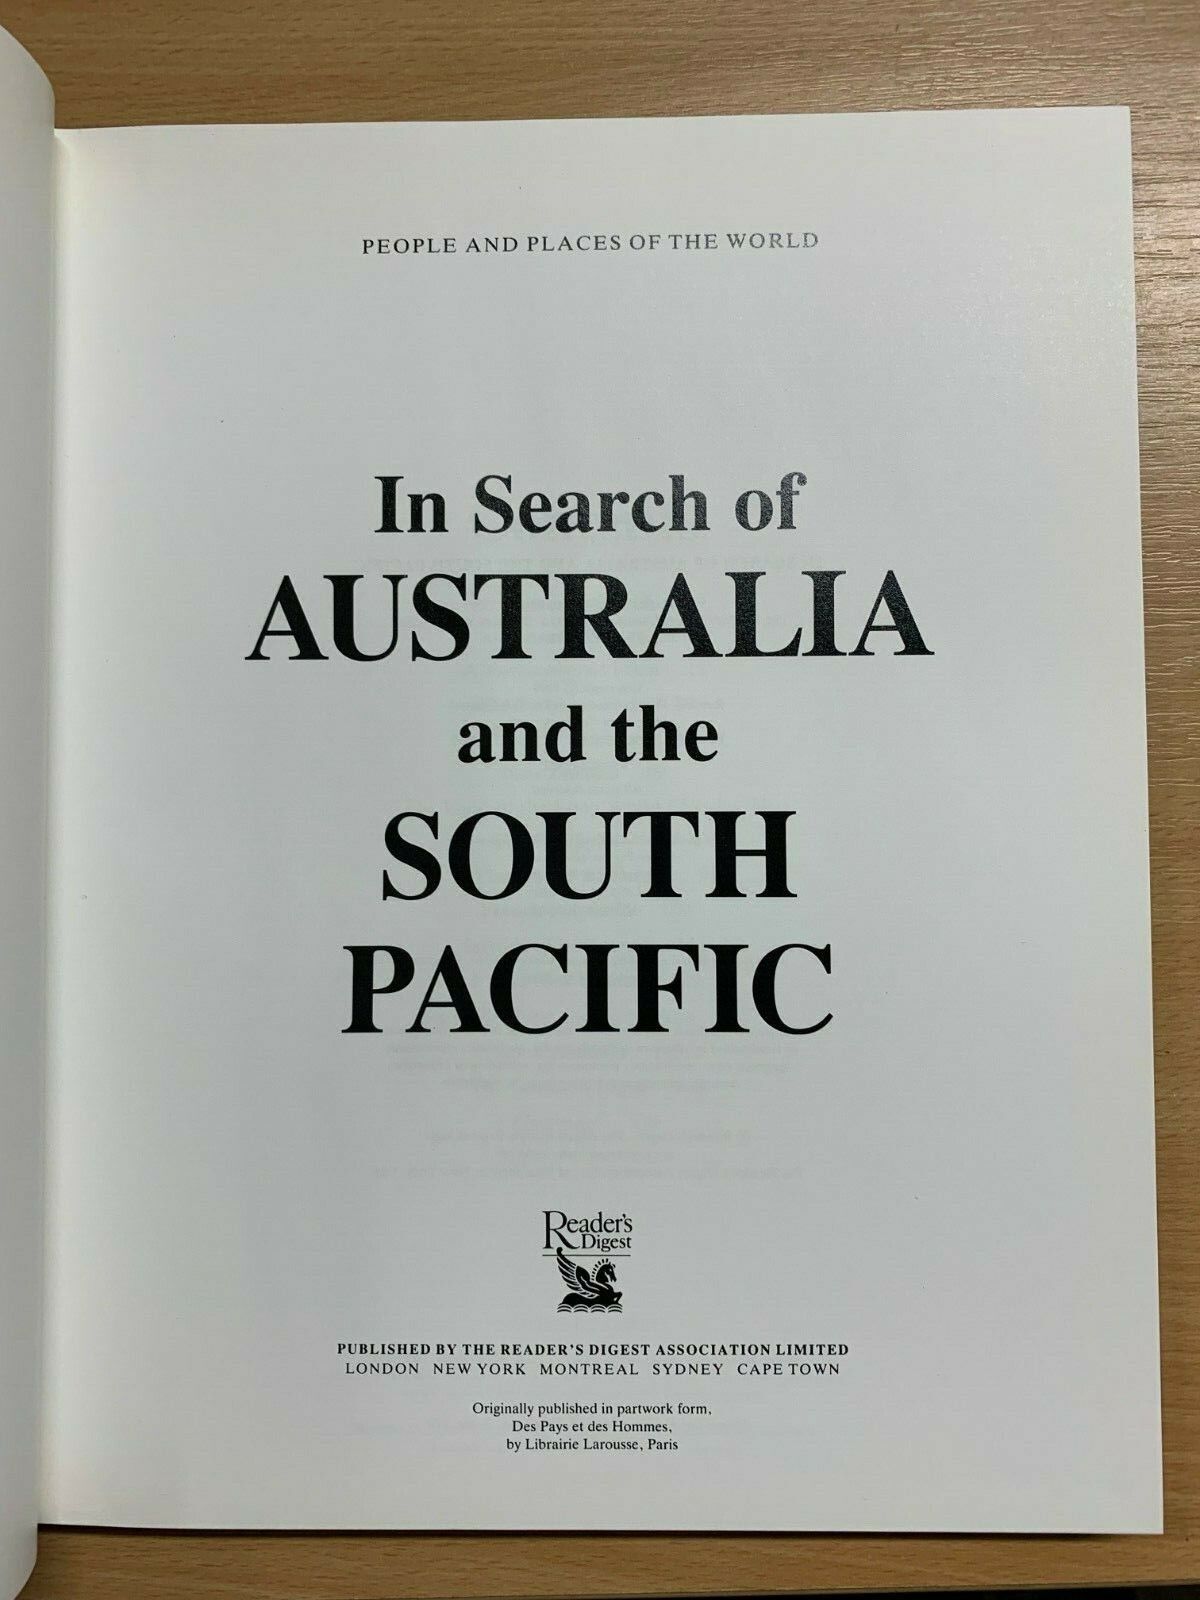 PEOPLE AND PLACES OF THE WORLD
In Search of
AUSTRALIA
and the
SOUTH
PACIFIC
Reader's
Digest
PUBLISHED BY THE READER'S DIGEST ASSOCIATION LIMITED
LONDON NEW YORK MONTREAL SYDNEY CAPE TOWN
Originally published in partwork form,
Des Pays et des Hommes,
by Librairie Larousse, Paris